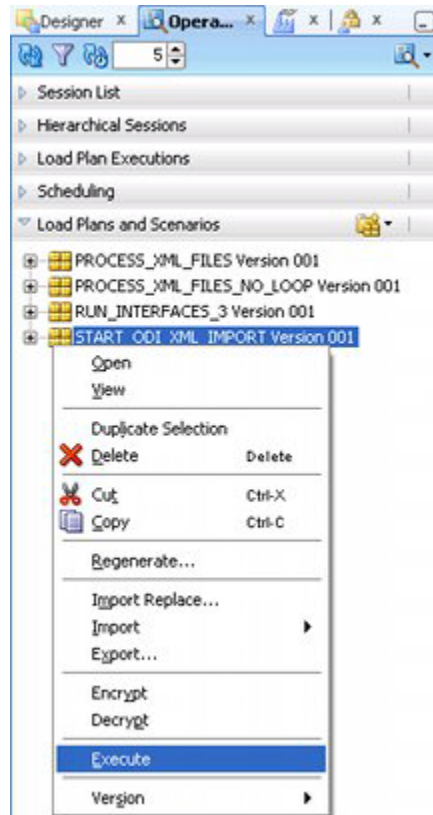 Designer x Opera... x x x
5
Session List
Hierarchical Sessions
Load Plan Executions
Scheduling
Load Plans and Scenarios
PROCESS_XML_FILES Version 001
PROCESS_XML_FILES_NO_LOOP Version 001
RUN_INTERFACES_3 Version 001
START_ODI_XML_IMPORT Version 001
Open
View
Duplicate Selection
Delete Delete
Cut Ctrl-X
Copy Ctrl-C
Regenerate...
Import Replace...
Import
Export...
Encrypt
Decrypt
Execute
Version